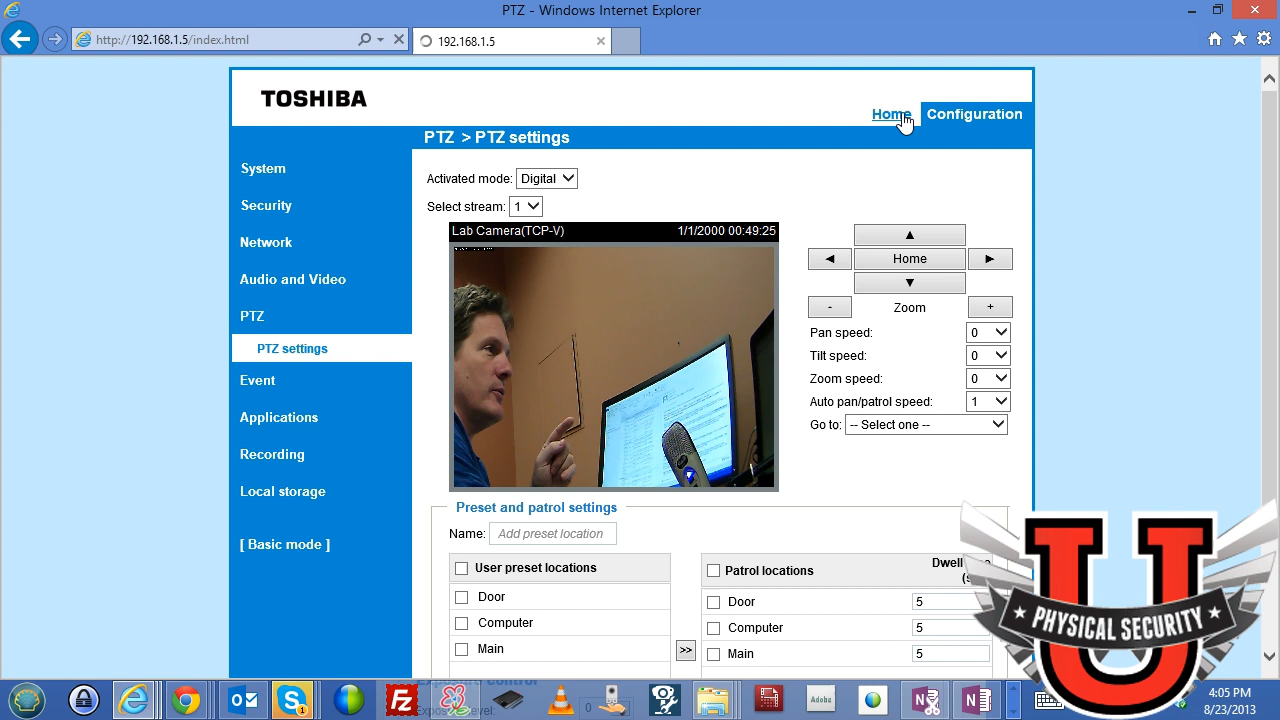 PTZ - Windows Internet Explorer
http://192.168.1.5/index.html
192.168.1.5
TOSHIBA
Home
Configuration
PTZ > PTZ settings
System
Security
Network
Audio and Video
PTZ
PTZ settings
Event
Applications
Recording
Local storage
[ Basic mode ]
Activated mode: Digital
Select stream: 1
Lab Camera(TCP-V) 1/1/2000 00:49:25
▲
◄ Home ►
▼
- Zoom +
Pan speed: 0
Tilt speed: 0
Zoom speed: 0
Auto pan/patrol speed: 1
Go to: -- Select one --
Preset and patrol settings
Name: Add preset location
User preset locations
Door
Computer
Main
>>
Patrol locations
Door 5
Computer 5
Main 5
U
PHYSICAL SECURITY
Adobe
4:05 PM
8/23/2013